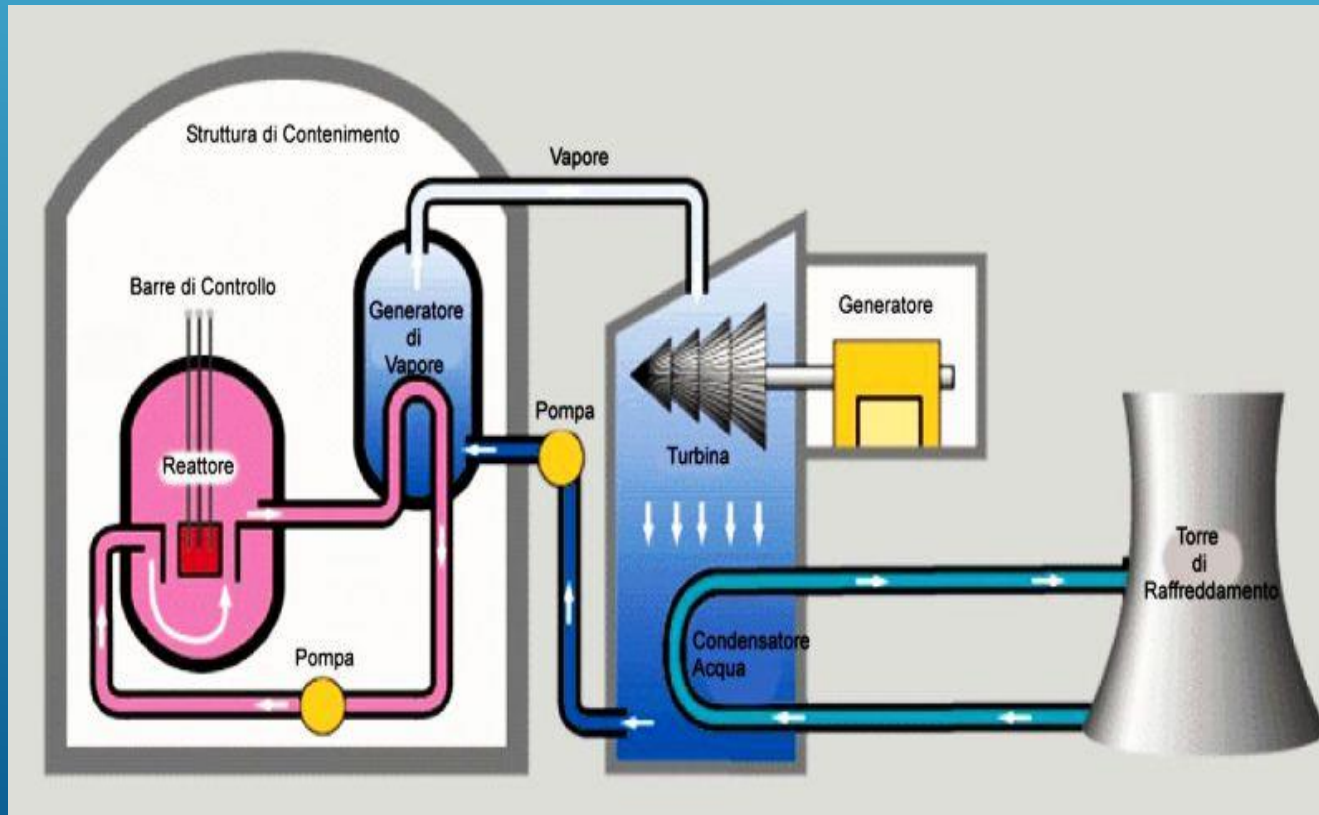 Struttura di Contenimento
Vapore
Barre di Controllo
Generatore
di
Vapore
Generatore
Pompa
Reattore
Turbina
Torre
di
Raffreddamento
Condensatore
Acqua
Pompa